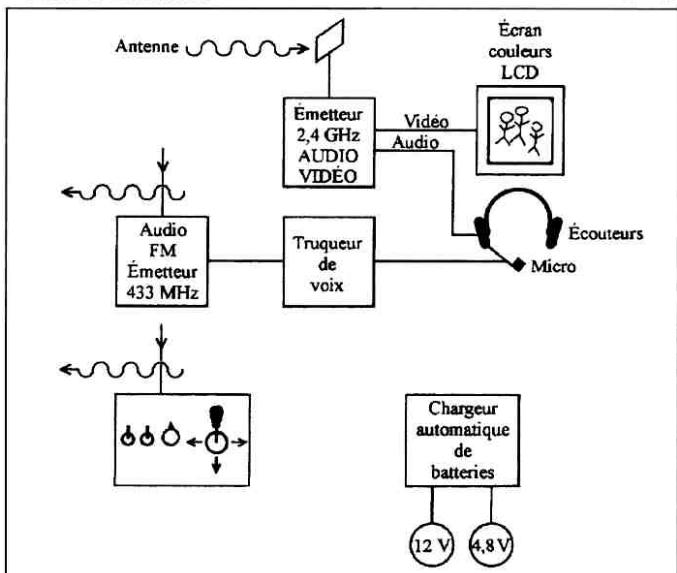 Antenne
Écran
couleurs
LCD
Émetteur
2,4 GHz
AUDIO
VIDÉO
Vidéo
Audio
Écouteurs
Micro
Audio
FM
Émetteur
433 MHz
Truqueur
de
voix
Chargeur
automatique
de
batteries
12 V
4,8 V